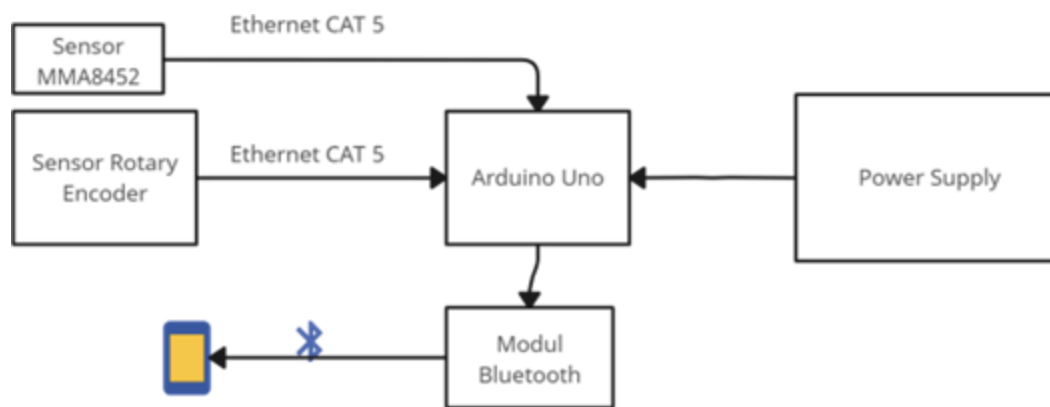 Ethernet CAT 5
Sensor
MMA8452
Sensor Rotary
Encoder
Ethernet CAT 5
Arduino Uno
Power Supply
Modul
Bluetooth